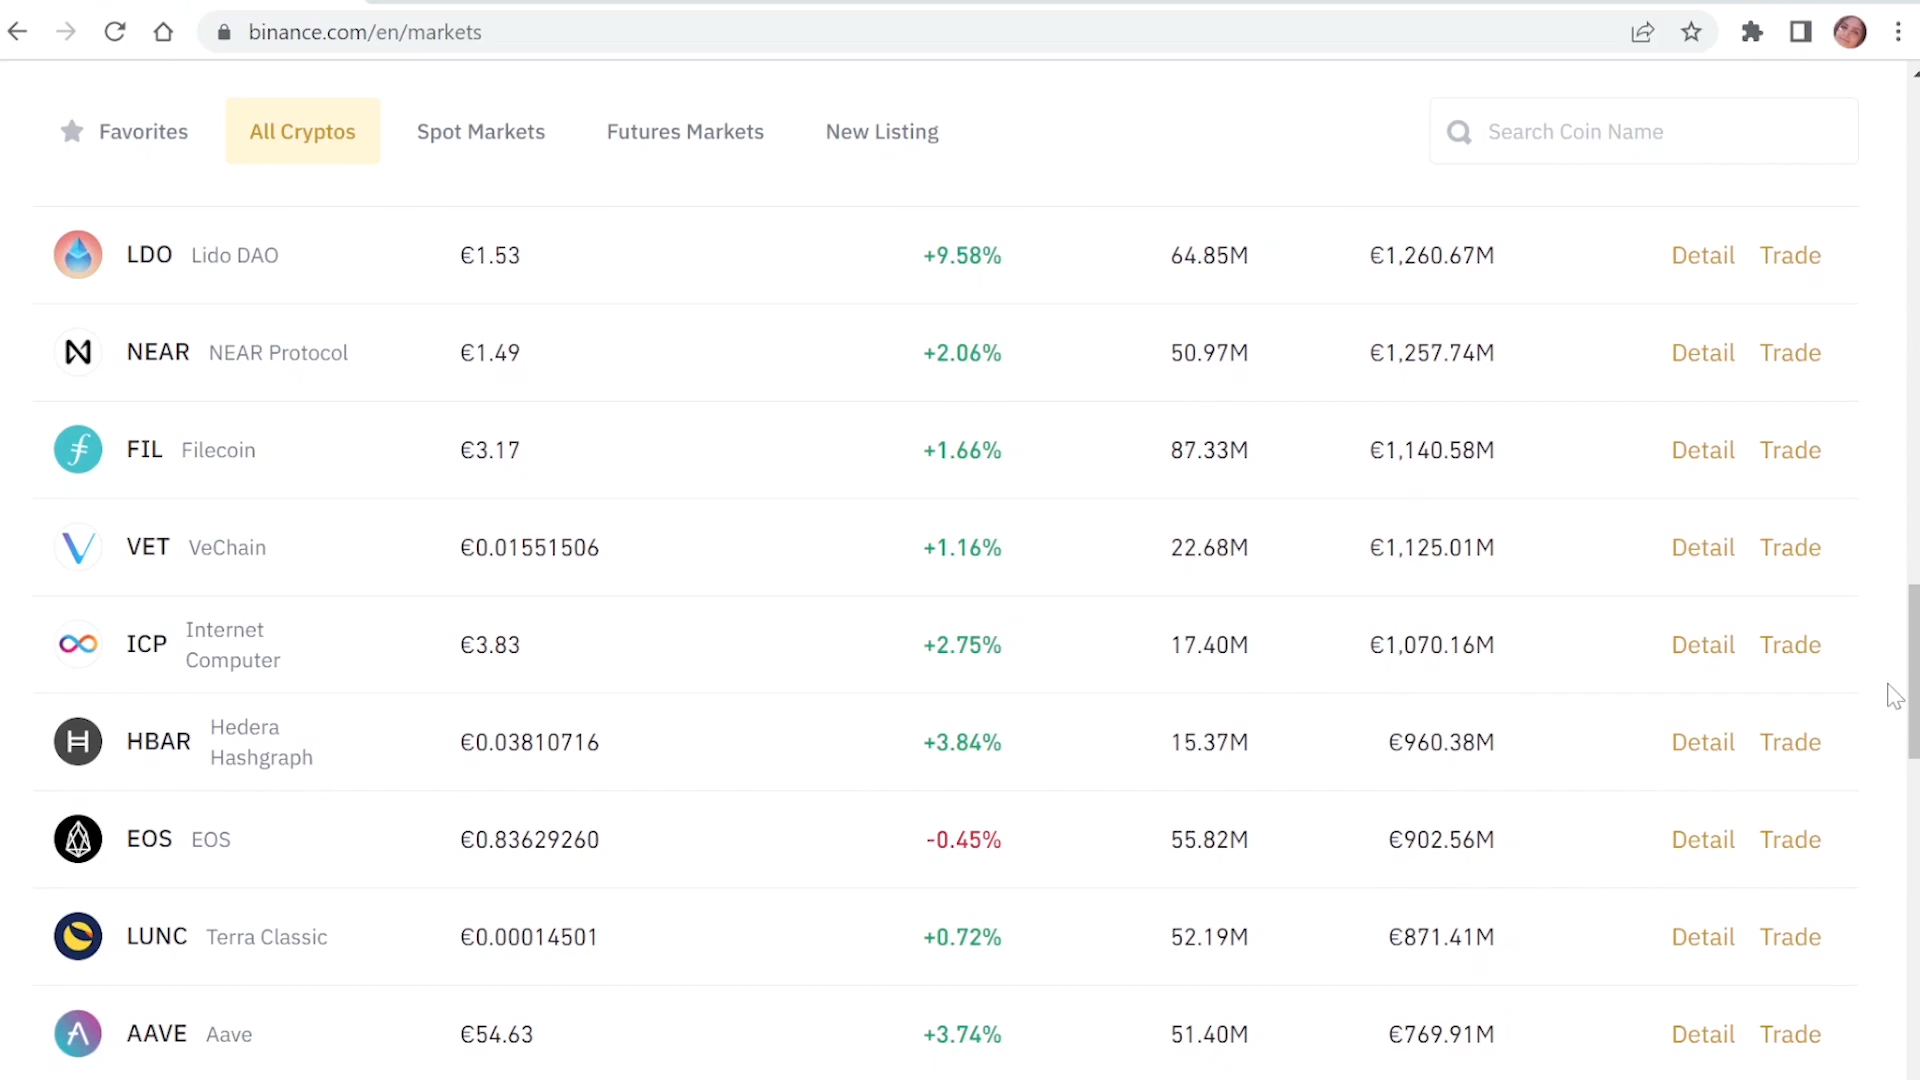 binance.com/en/markets
Favorites All Cryptos Spot Markets Futures Markets New Listing Search Coin Name
LDO Lido DAO €1.53 +9.58% 64.85M €1,260.67M Detail Trade
NEAR NEAR Protocol €1.49 +2.06% 50.97M €1,257.74M Detail Trade
FIL Filecoin €3.17 +1.66% 87.33M €1,140.58M Detail Trade
VET VeChain €0.01551506 +1.16% 22.68M €1,125.01M Detail Trade
ICP Internet Computer €3.83 +2.75% 17.40M €1,070.16M Detail Trade
HBAR Hedera Hashgraph €0.03810716 +3.84% 15.37M €960.38M Detail Trade
EOS EOS €0.83629260 -0.45% 55.82M €902.56M Detail Trade
LUNC Terra Classic €0.00014501 +0.72% 52.19M €871.41M Detail Trade
AAVE Aave €54.63 +3.74% 51.40M €769.91M Detail Trade